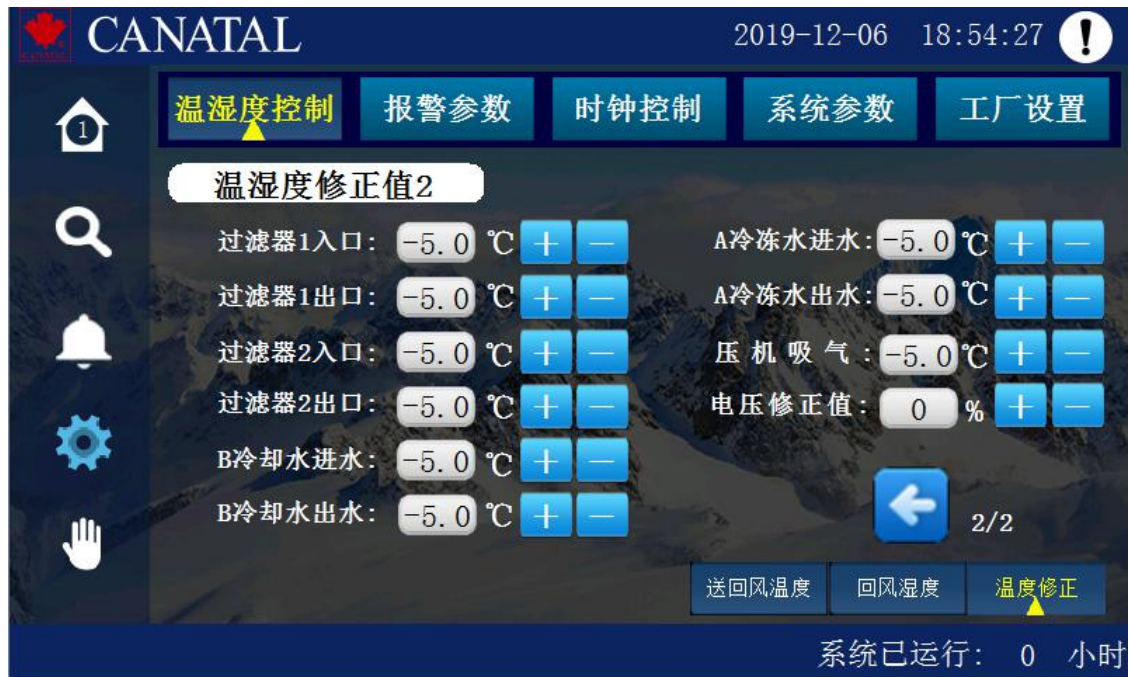 CANATAL 2019-12-06 18:54:27
温湿度控制 报警参数 时钟控制 系统参数 工厂设置
1
温湿度修正值2
过滤器1入口: -5.0 ℃ + － A冷冻水进水: -5.0 ℃ + －
过滤器1出口: -5.0 ℃ + － A冷冻水出水: -5.0 ℃ + －
过滤器2入口: -5.0 ℃ + － 压机吸气: -5.0 ℃ + －
过滤器2出口: -5.0 ℃ + － 电压修正值: 0 % + －
B冷却水进水: -5.0 ℃ + －
B冷却水出水: -5.0 ℃ + －
2/2
送回风温度 回风湿度 温度修正
系统已运行: 0 小时